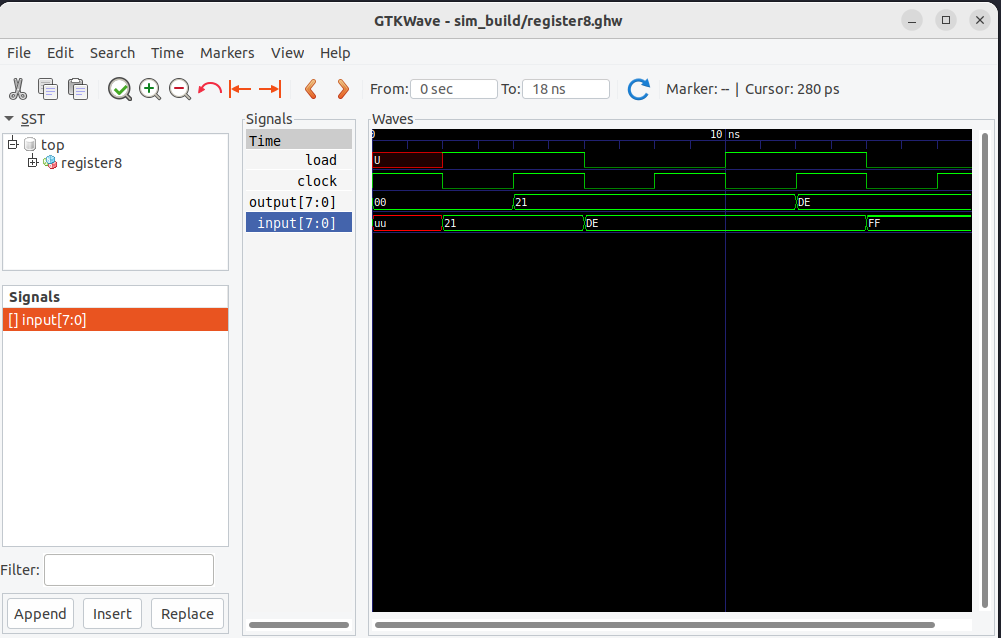 GTKWave - sim_build/register8.ghw
File Edit Search Time Markers View Help
From: 0 sec To: 18 ns Marker: -- | Cursor: 280 ps
SST
top
register8
Signals
[] input[7:0]
Filter:
Append Insert Replace
Signals
Time
load
clock
output[7:0]
input[7:0]
Waves
0 10 ns
U
00 21 DE
uu 21 DE FF